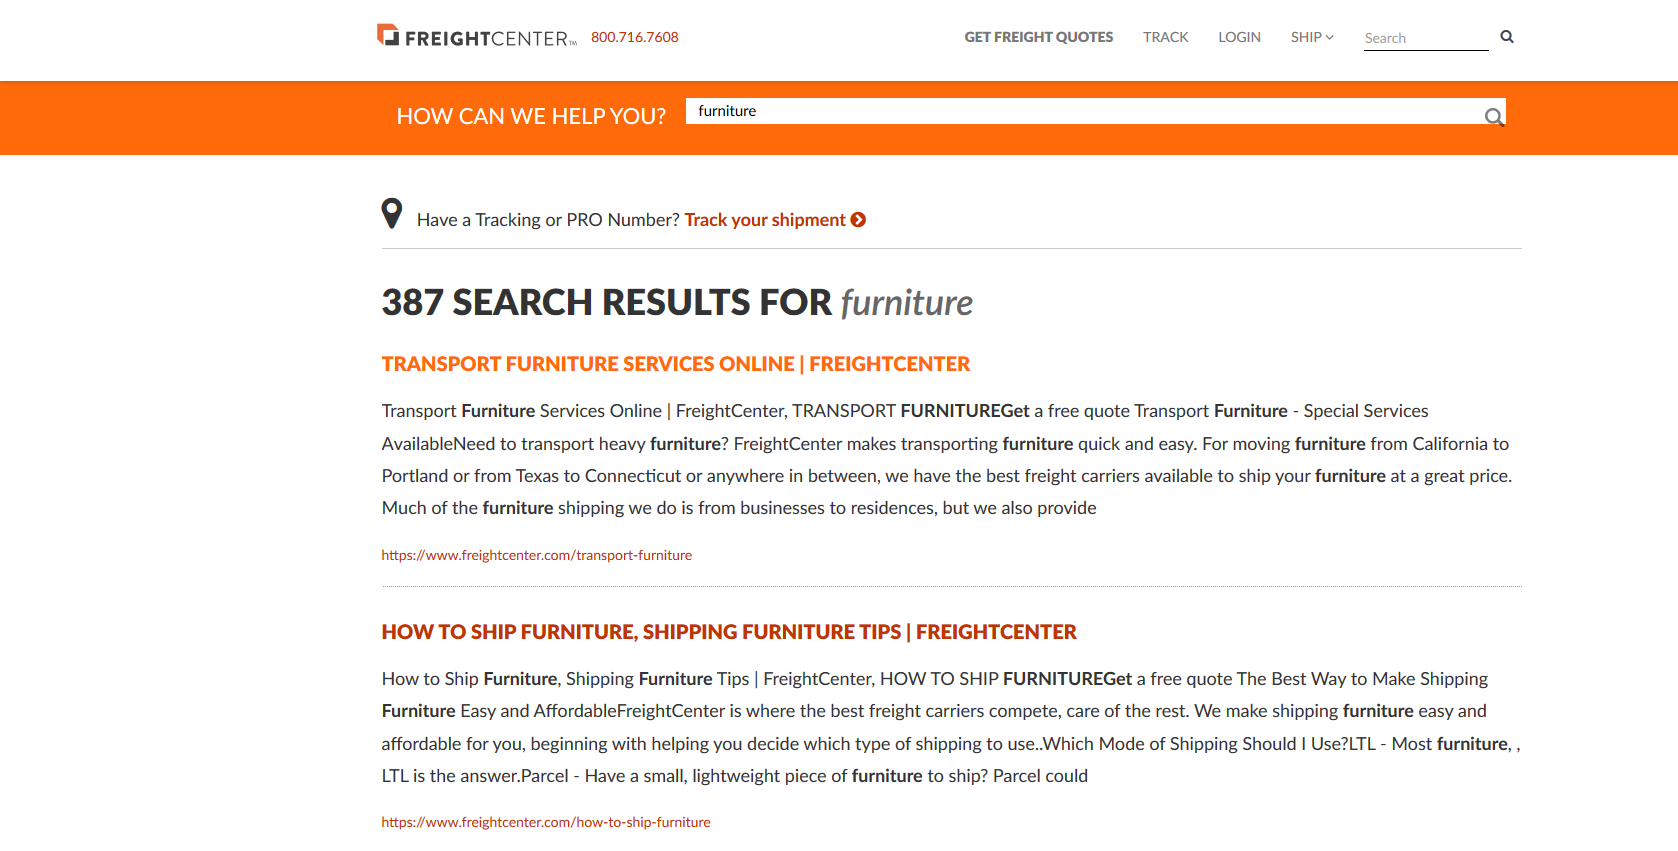 FREIGHTCENTER™ 800.716.7608 GET FREIGHT QUOTES TRACK LOGIN SHIP Search
HOW CAN WE HELP YOU? furniture
Have a Tracking or PRO Number? Track your shipment
387 SEARCH RESULTS FOR furniture
TRANSPORT FURNITURE SERVICES ONLINE | FREIGHTCENTER
Transport Furniture Services Online | FreightCenter, TRANSPORT FURNITUREGet a free quote Transport Furniture - Special Services
AvailableNeed to transport heavy furniture? FreightCenter makes transporting furniture quick and easy. For moving furniture from California to
Portland or from Texas to Connecticut or anywhere in between, we have the best freight carriers available to ship your furniture at a great price.
Much of the furniture shipping we do is from businesses to residences, but we also provide
https://www.freightcenter.com/transport-furniture
HOW TO SHIP FURNITURE, SHIPPING FURNITURE TIPS | FREIGHTCENTER
How to Ship Furniture, Shipping Furniture Tips | FreightCenter, HOW TO SHIP FURNITUREGet a free quote The Best Way to Make Shipping
Furniture Easy and AffordableFreightCenter is where the best freight carriers compete, care of the rest. We make shipping furniture easy and
affordable for you, beginning with helping you decide which type of shipping to use..Which Mode of Shipping Should I Use?LTL - Most furniture, ,
LTL is the answer.Parcel - Have a small, lightweight piece of furniture to ship? Parcel could
https://www.freightcenter.com/how-to-ship-furniture